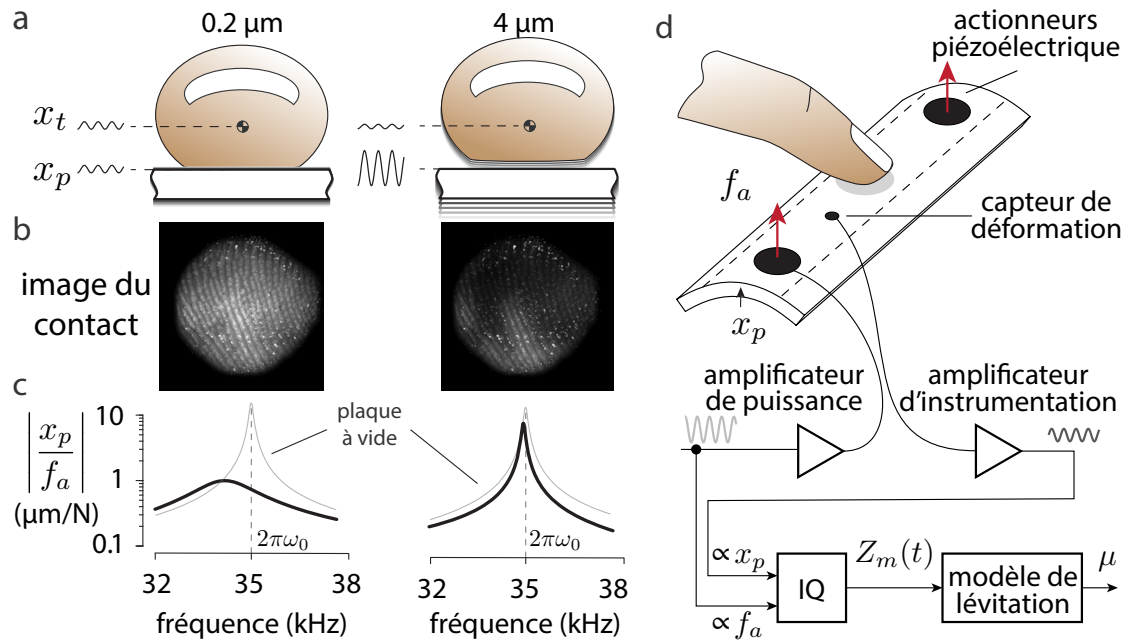 a
0.2 µm
4 µm
x_t
x_p
b
image du
contact
c
|x_p / f_a|
(µm/N)
10
1
0.1
plaque
à vide
2πω₀
2πω₀
32
35
38
32
35
38
fréquence (kHz)
fréquence (kHz)
d
actionneurs
piézoélectrique
f_a
capteur de
déformation
x_p
amplificateur
de puissance
amplificateur
d'instrumentation
∝ x_p
∝ f_a
IQ
Z_m(t)
modèle de
lévitation
μ